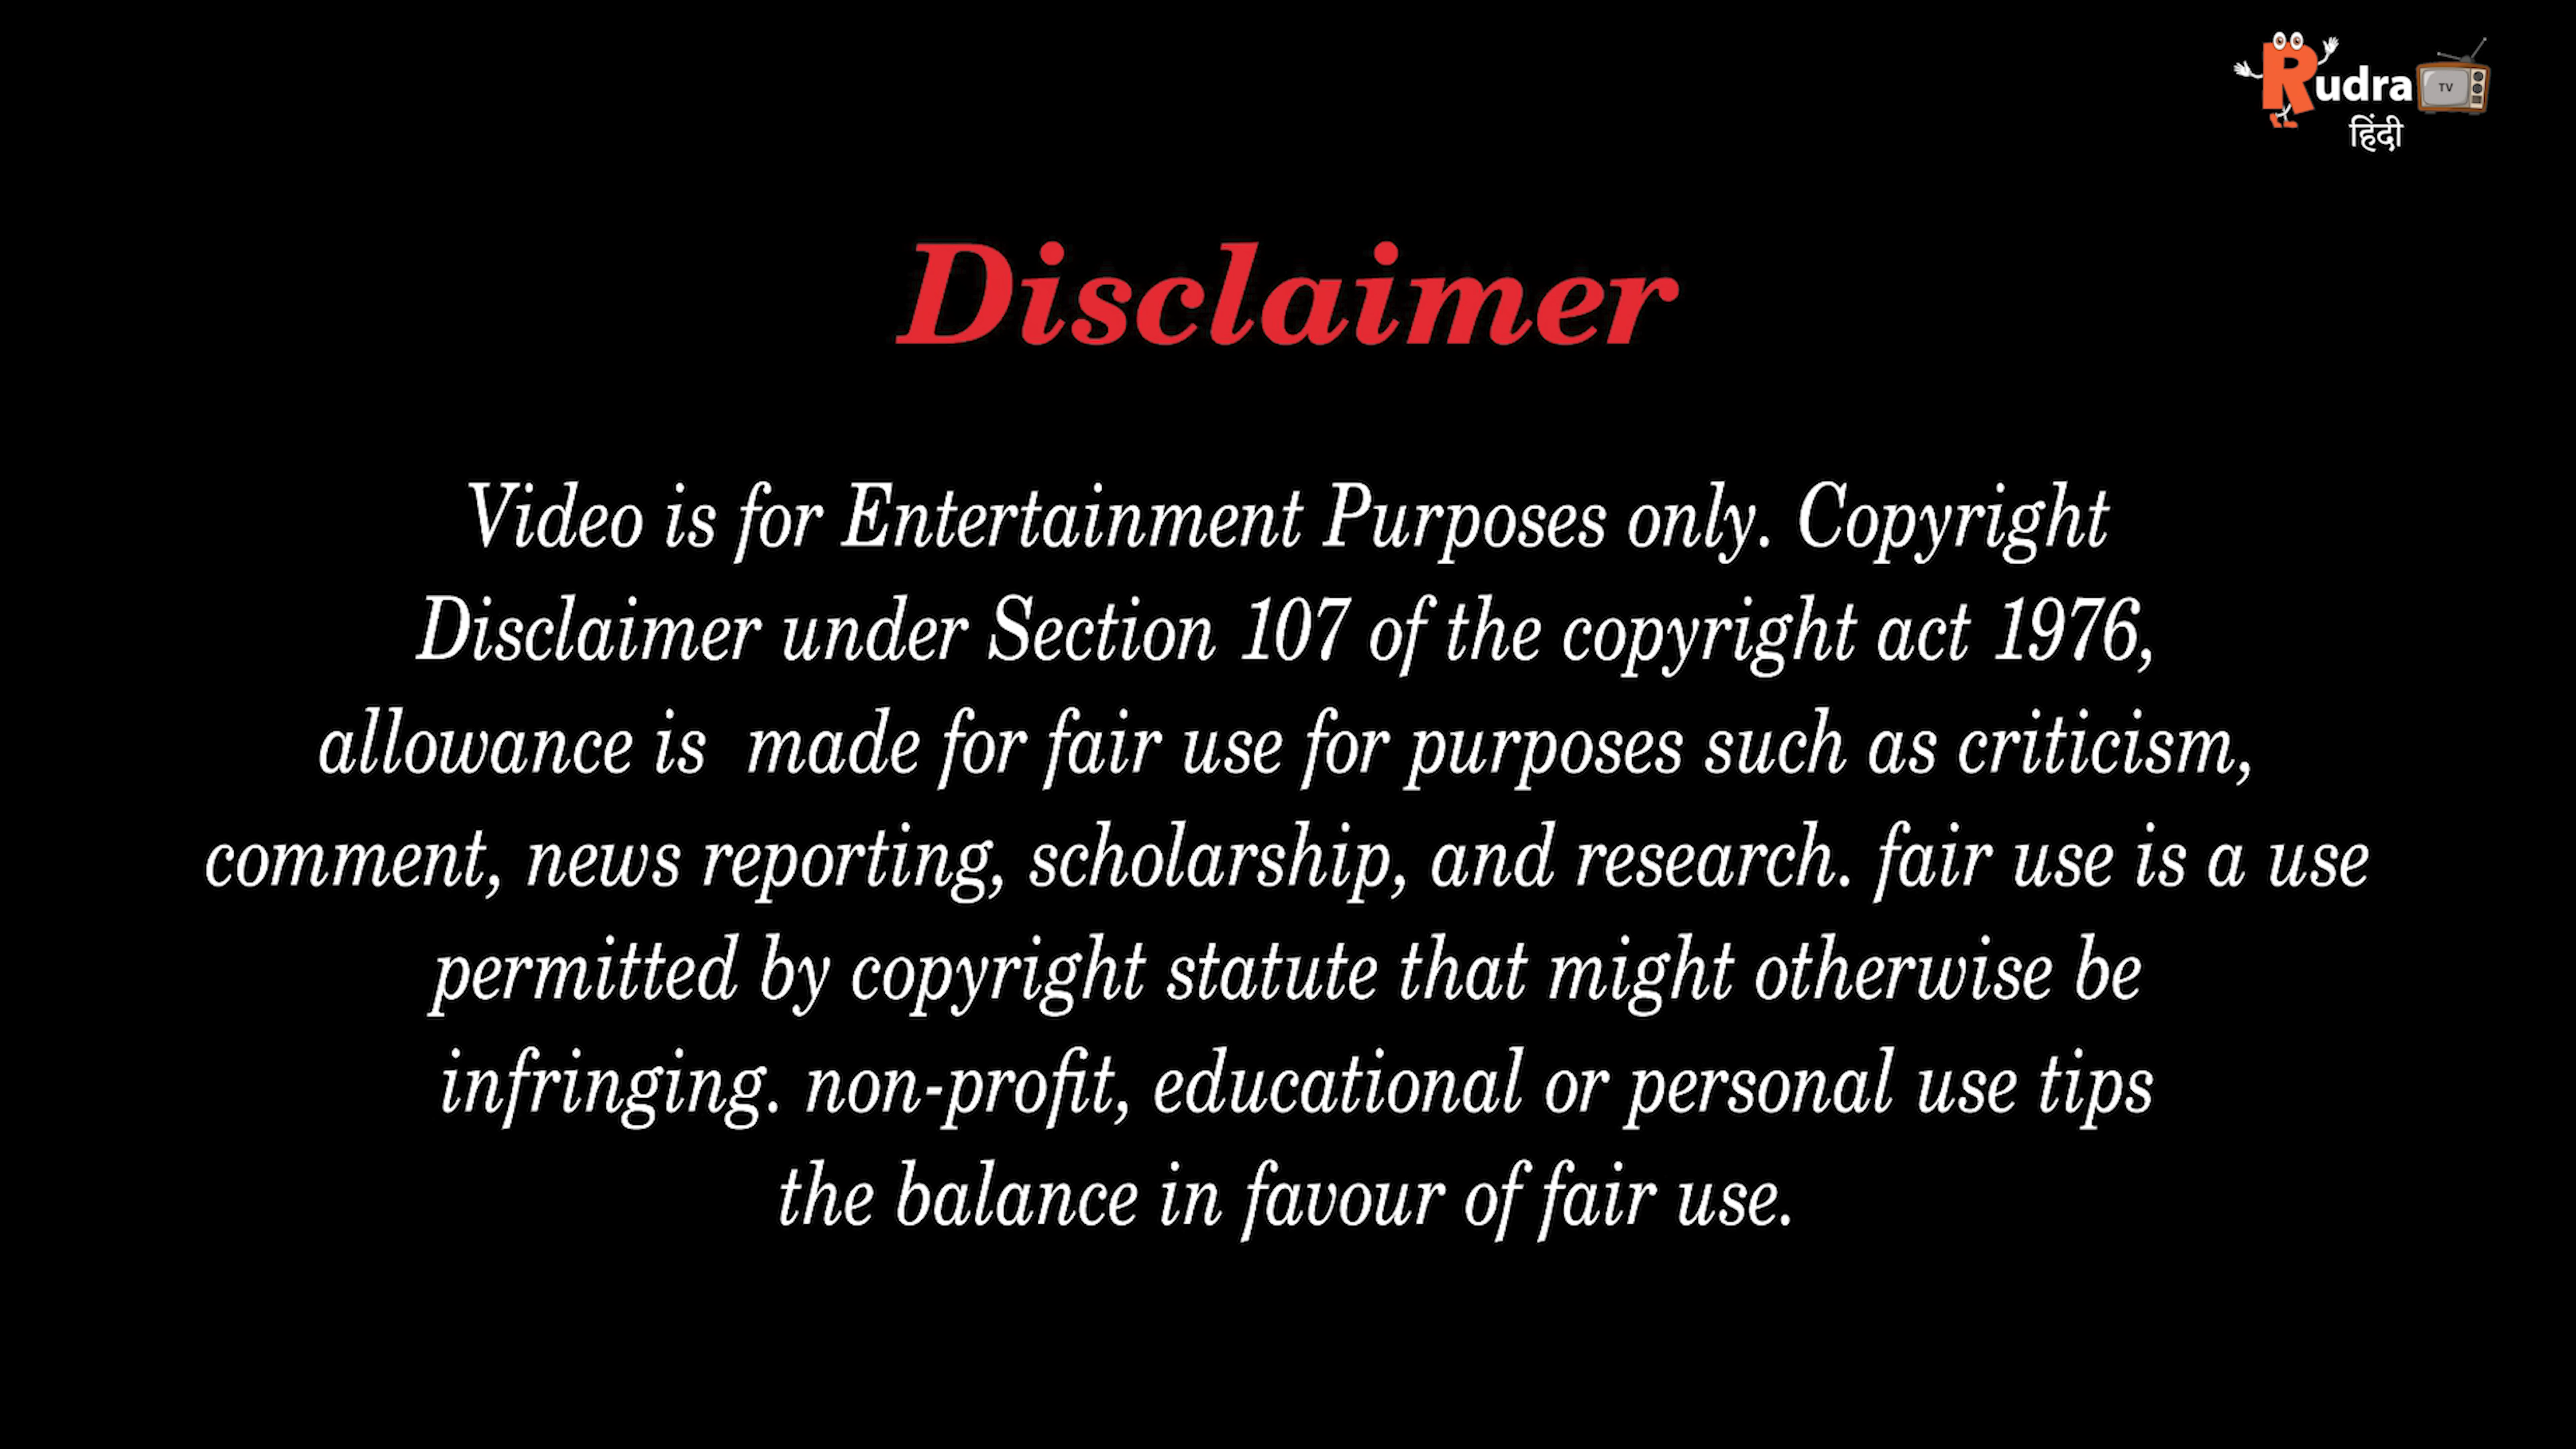 Rudra TV
हिंदी
Disclaimer
Video is for Entertainment Purposes only. Copyright
Disclaimer under Section 107 of the copyright act 1976,
allowance is  made for fair use for purposes such as criticism,
comment, news reporting, scholarship, and research. fair use is a use
permitted by copyright statute that might otherwise be
infringing. non-profit, educational or personal use tips
the balance in favour of fair use.